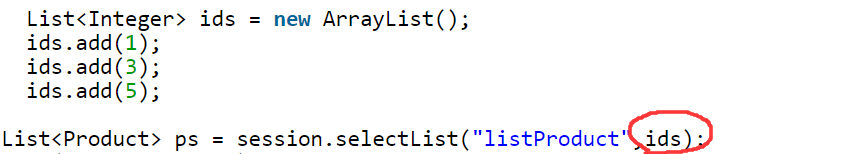 List<Integer> ids = new ArrayList();
ids.add(1);
ids.add(3);
ids.add(5);
List<Product> ps = session.selectList("listProduct",ids);